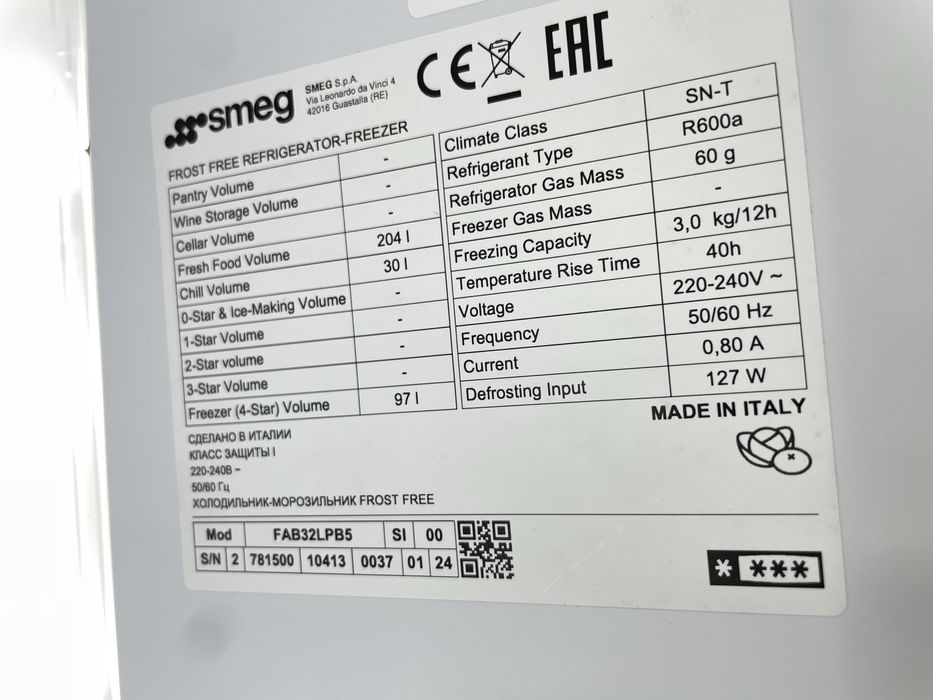 smeg
SMEG S.p.A.
Via Leonardo da Vinci 4
42016 Guastalla (RE)
CE EAC
FROST FREE REFRIGERATOR-FREEZER
Pantry Volume -
Wine Storage Volume -
Cellar Volume -
Fresh Food Volume 204 l
Chill Volume 30 l
0-Star & Ice-Making Volume -
1-Star Volume -
2-Star volume -
3-Star Volume -
Freezer (4-Star) Volume 97 l
Climate Class SN-T
Refrigerant Type R600a
Refrigerator Gas Mass 60 g
Freezer Gas Mass -
Freezing Capacity 3,0 kg/12h
Temperature Rise Time 40h
Voltage 220-240V ~
Frequency 50/60 Hz
Current 0,80 A
Defrosting Input 127 W
MADE IN ITALY
СДЕЛАНО В ИТАЛИИ
КЛАСС ЗАЩИТЫ I
220-240В ~
50/60 Гц
ХОЛОДИЛЬНИК-МОРОЗИЛЬНИК FROST FREE
Mod FAB32LPB5 SI 00
S/N 2 781500 10413 0037 01 24
* ***